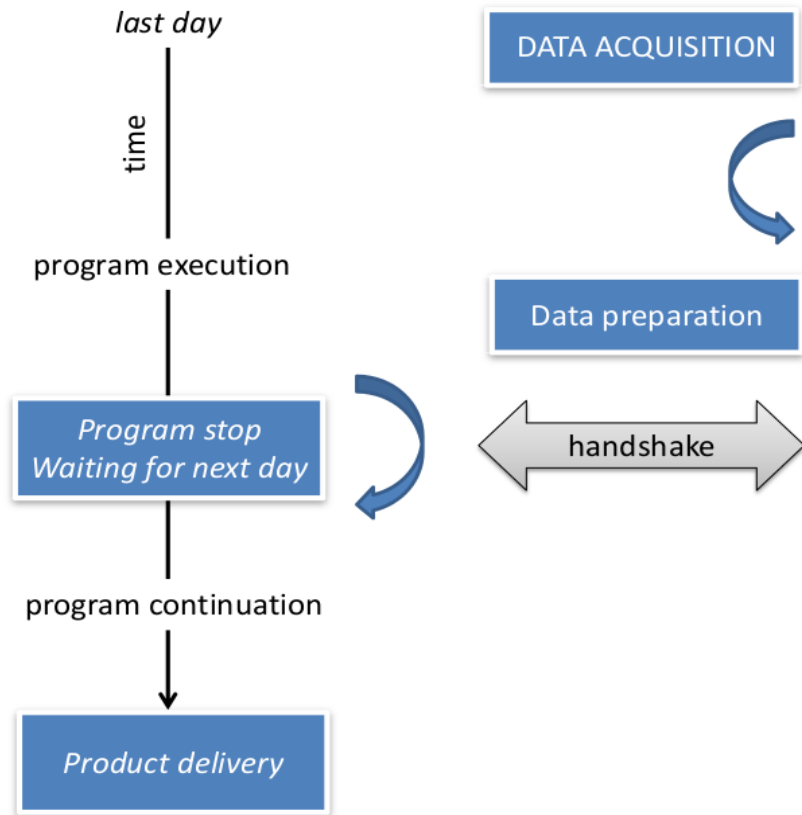 last day
time
program execution
Program stop
Waiting for next day
program continuation
Product delivery
DATA ACQUISITION
Data preparation
handshake